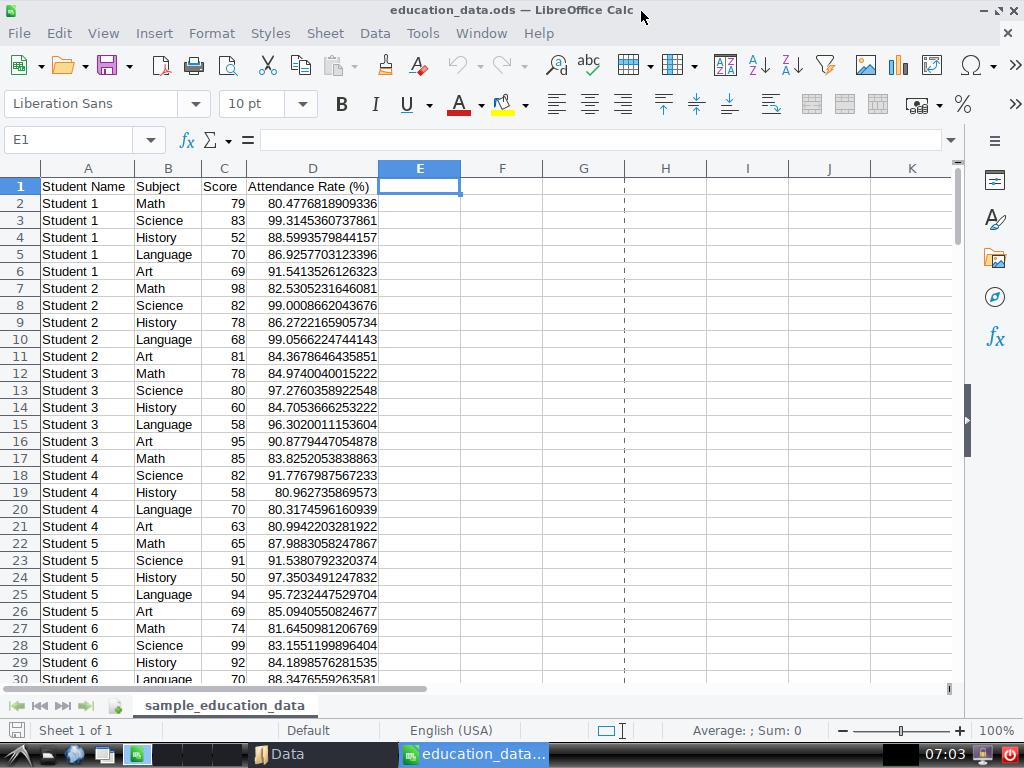 education_data.ods — LibreOffice Calc
File Edit View Insert Format Styles Sheet Data Tools Window Help
Liberation Sans 10 pt B I U A %
E1
A B C D E F G H I J K
1 Student Name Subject Score Attendance Rate (%)
2 Student 1 Math 79 80.4776818909336
3 Student 1 Science 83 99.3145360737861
4 Student 1 History 52 88.5993579844157
5 Student 1 Language 70 86.9257703123396
6 Student 1 Art 69 91.5413526126323
7 Student 2 Math 98 82.5305231646081
8 Student 2 Science 82 99.0008662043676
9 Student 2 History 78 86.2722165905734
10 Student 2 Language 68 99.0566224744143
11 Student 2 Art 81 84.3678646435851
12 Student 3 Math 78 84.9740040015222
13 Student 3 Science 80 97.2760358922548
14 Student 3 History 60 84.7053666253222
15 Student 3 Language 58 96.3020011153604
16 Student 3 Art 95 90.8779447054878
17 Student 4 Math 85 83.8252053838863
18 Student 4 Science 82 91.7767987567233
19 Student 4 History 58 80.962735869573
20 Student 4 Language 70 80.3174596160939
21 Student 4 Art 63 80.9942203281922
22 Student 5 Math 65 87.9883058247867
23 Student 5 Science 91 91.5380792320374
24 Student 5 History 50 97.3503491247832
25 Student 5 Language 94 95.7232447529704
26 Student 5 Art 69 85.0940550824677
27 Student 6 Math 74 81.6450981206769
28 Student 6 Science 99 83.1551199896404
29 Student 6 History 92 84.1898576281535
30 Student 6 Language 70 88.3476559263581
sample_education_data
Sheet 1 of 1 Default English (USA) Average: ; Sum: 0 100%
Data education_data... 07:03